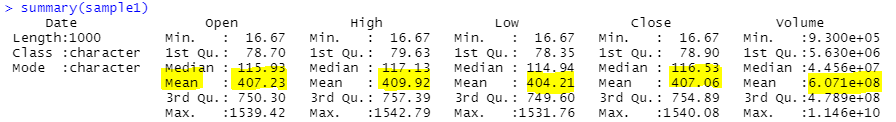 > summary(sample1)
Date Open High Low Close Volume
Length:1000 Min. : 16.67 Min. : 16.67 Min. : 16.67 Min. : 16.67 Min. :9.300e+05
Class :character 1st Qu.: 78.70 1st Qu.: 79.63 1st Qu.: 78.35 1st Qu.: 78.90 1st Qu.:5.630e+06
Mode :character Median : 115.93 Median : 117.13 Median : 114.94 Median : 116.53 Median :4.456e+07
Mean : 407.23 Mean : 409.92 Mean : 404.21 Mean : 407.06 Mean :6.071e+08
3rd Qu.: 750.30 3rd Qu.: 757.39 3rd Qu.: 749.60 3rd Qu.: 754.89 3rd Qu.:4.789e+08
Max. :1539.42 Max. :1542.79 Max. :1531.76 Max. :1540.08 Max. :1.146e+10